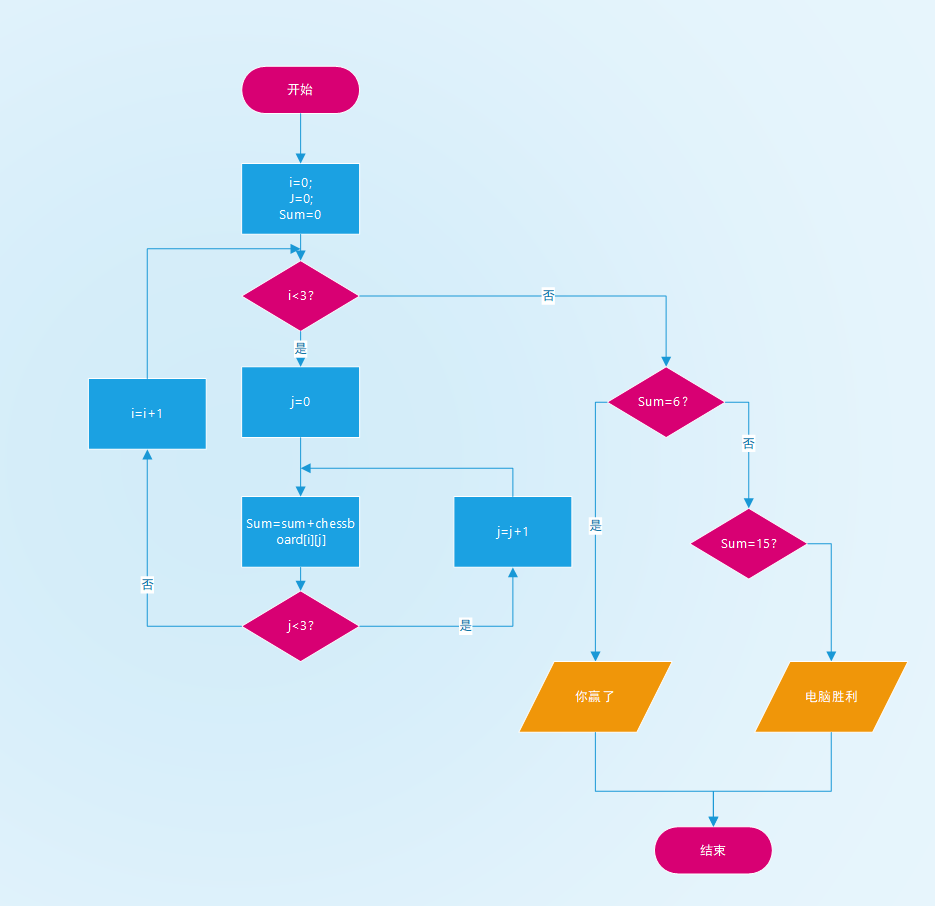 开始
i=0;
J=0;
Sum=0
i<3?
否
是
j=0
i=i+1
Sum=6?
否
Sum=sum+chessb
oard[i][j]
j=j+1
是
Sum=15?
否
j<3?
是
你赢了
电脑胜利
结束